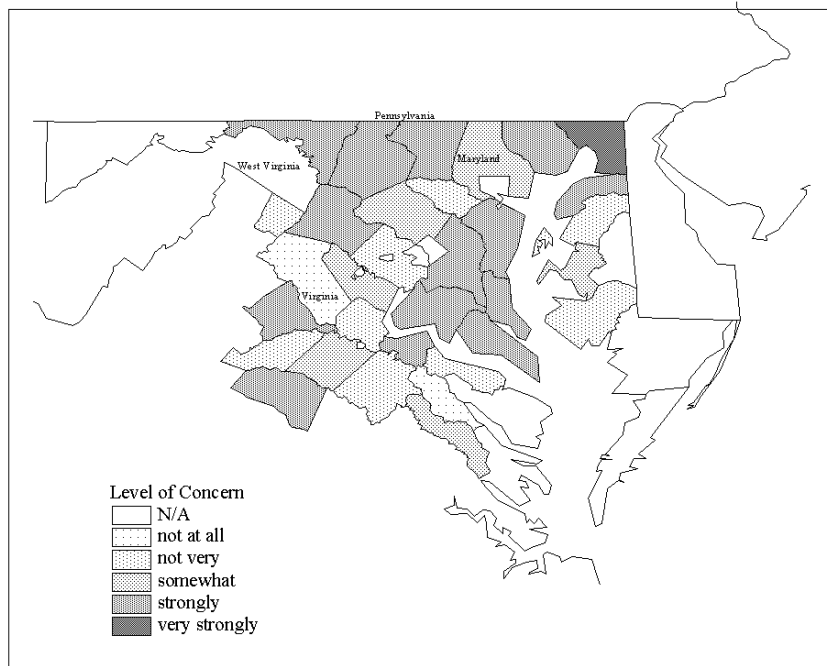 Pennsylvania
Maryland
West Virginia
Virginia
Level of Concern
N/A
not at all
not very
somewhat
strongly
very strongly